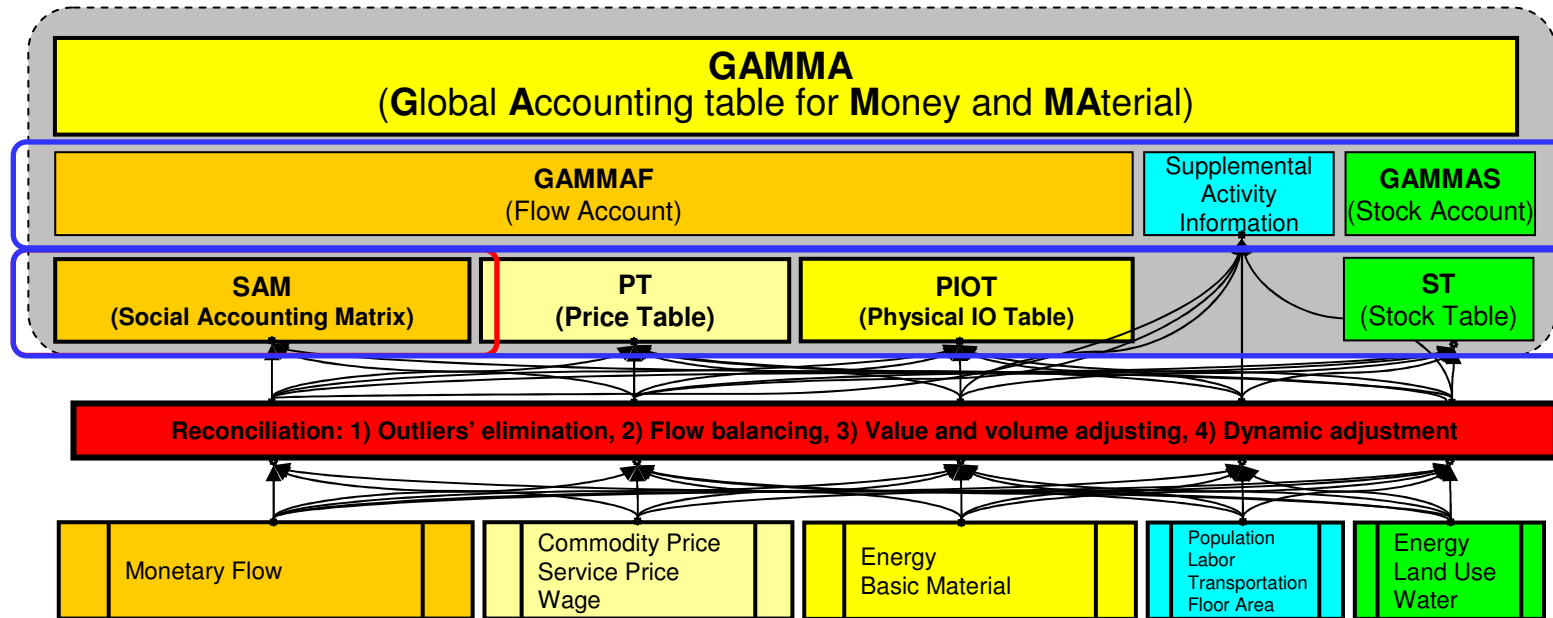 GAMMA
(Global Accounting table for Money and MAterial)
GAMMAF
(Flow Account)
Supplemental
Activity
Information
GAMMAS
(Stock Account)
SAM
(Social Accounting Matrix)
PT
(Price Table)
PIOT
(Physical IO Table)
ST
(Stock Table)
Reconciliation: 1) Outliers' elimination, 2) Flow balancing, 3) Value and volume adjusting, 4) Dynamic adjustment
Monetary Flow
Commodity Price
Service Price
Wage
Energy
Basic Material
Population
Labor
Transportation
Floor Area
Energy
Land Use
Water